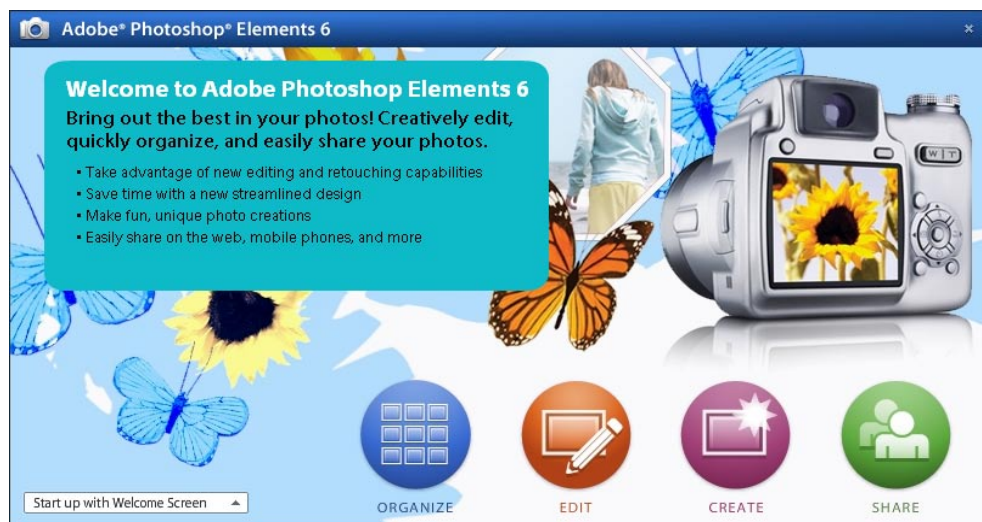 Adobe® Photoshop® Elements 6
Welcome to Adobe Photoshop Elements 6
Bring out the best in your photos! Creatively edit,
quickly organize, and easily share your photos.
• Take advantage of new editing and retouching capabilities
• Save time with a new streamlined design
• Make fun, unique photo creations
• Easily share on the web, mobile phones, and more
W T
Start up with Welcome Screen
ORGANIZE
EDIT
CREATE
SHARE